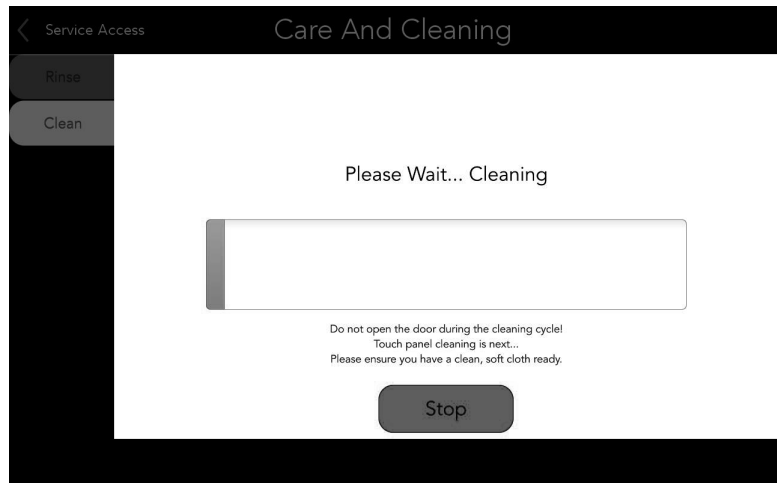 Service Access
Care And Cleaning
Rinse
Clean
Please Wait... Cleaning
Do not open the door during the cleaning cycle!
Touch panel cleaning is next...
Please ensure you have a clean, soft cloth ready.
Stop